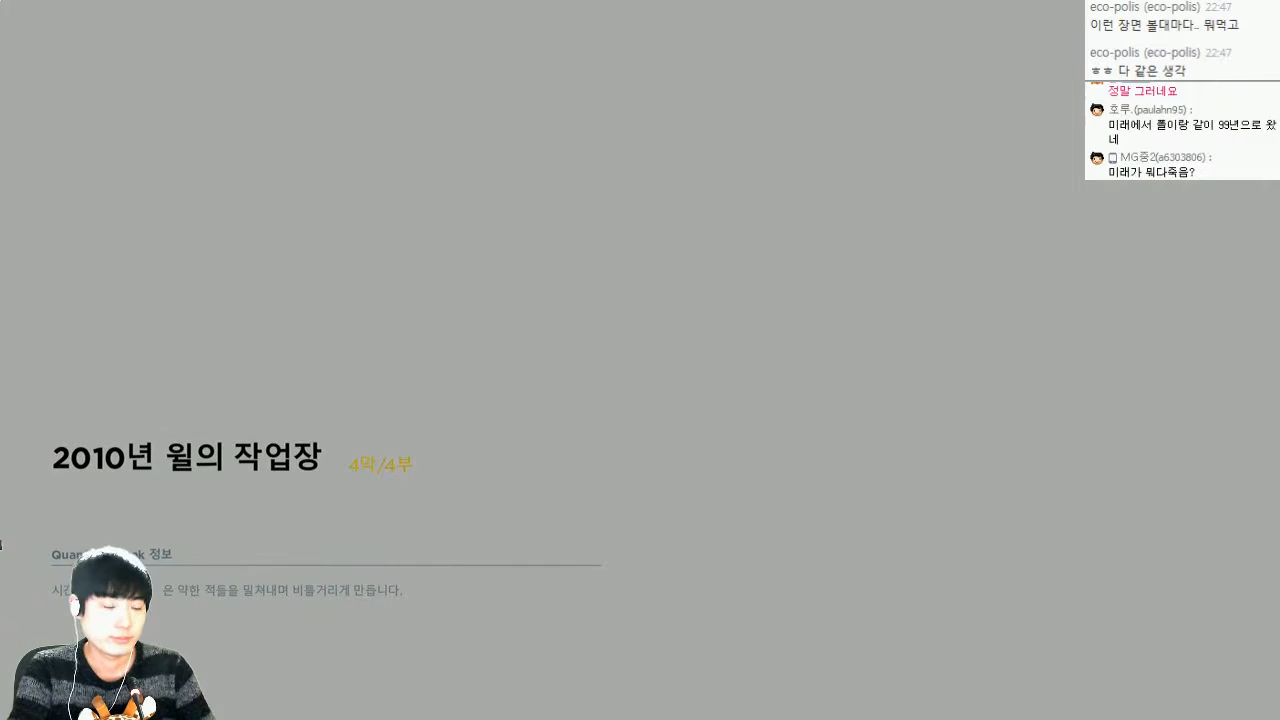 eco-polis (eco-polis) 22:47
이런 장면 볼대마다.. 뭐먹고
eco-polis (eco-polis) 22:47
ㅎㅎ 다 같은 생각
정말 그러네요
호루.(paulahn95) :
미래에서 폴이랑 같이 99년으로 왔
네
MG중2(a6303806) :
미래가 뭐다죽음?
2010년 윌의 작업장 4막/4부
정보
은 약한 적들을 밀쳐내며 비틀거리게 만듭니다.